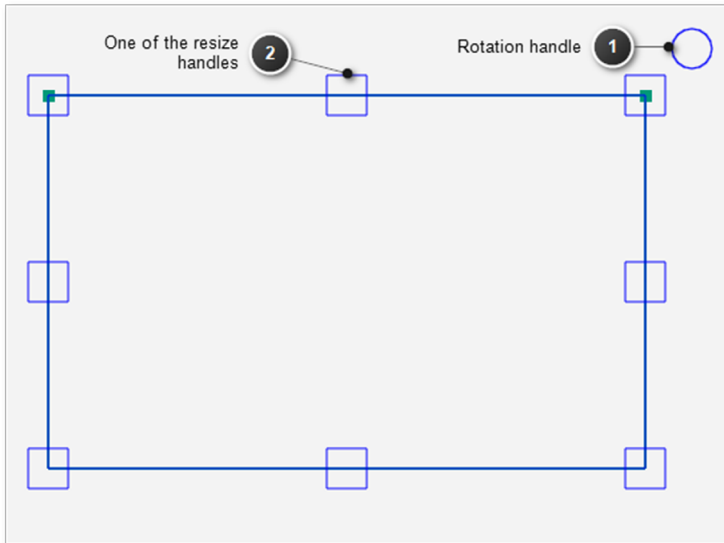 One of the resize
handles
2
Rotation handle
1